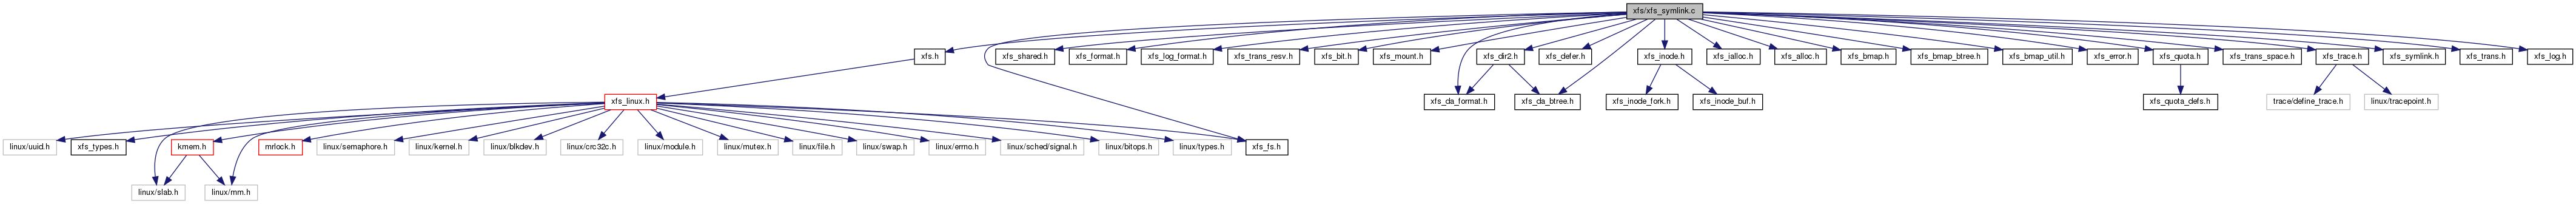 xfs/xfs_symlink.c
xfs.h
xfs_shared.h
xfs_format.h
xfs_log_format.h
xfs_trans_resv.h
xfs_bit.h
xfs_mount.h
xfs_dir2.h
xfs_defer.h
xfs_inode.h
xfs_ialloc.h
xfs_alloc.h
xfs_bmap.h
xfs_bmap_btree.h
xfs_bmap_util.h
xfs_error.h
xfs_quota.h
xfs_trans_space.h
xfs_trace.h
xfs_symlink.h
xfs_trans.h
xfs_log.h
xfs_linux.h
xfs_da_format.h
xfs_da_btree.h
xfs_inode_fork.h
xfs_inode_buf.h
xfs_quota_defs.h
trace/define_trace.h
linux/tracepoint.h
linux/uuid.h
xfs_types.h
kmem.h
mrlock.h
linux/semaphore.h
linux/kernel.h
linux/blkdev.h
linux/crc32c.h
linux/module.h
linux/mutex.h
linux/file.h
linux/swap.h
linux/errno.h
linux/sched/signal.h
linux/bitops.h
linux/types.h
xfs_fs.h
linux/slab.h
linux/mm.h